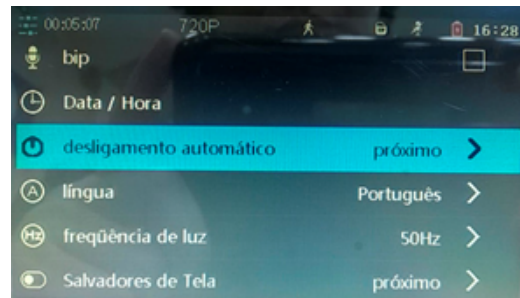 00:05:07 720P 16:28
bip
Data / Hora
desligamento automático próximo
A língua Português
Hz freqüência de luz 50Hz
Salvadores de Tela próximo